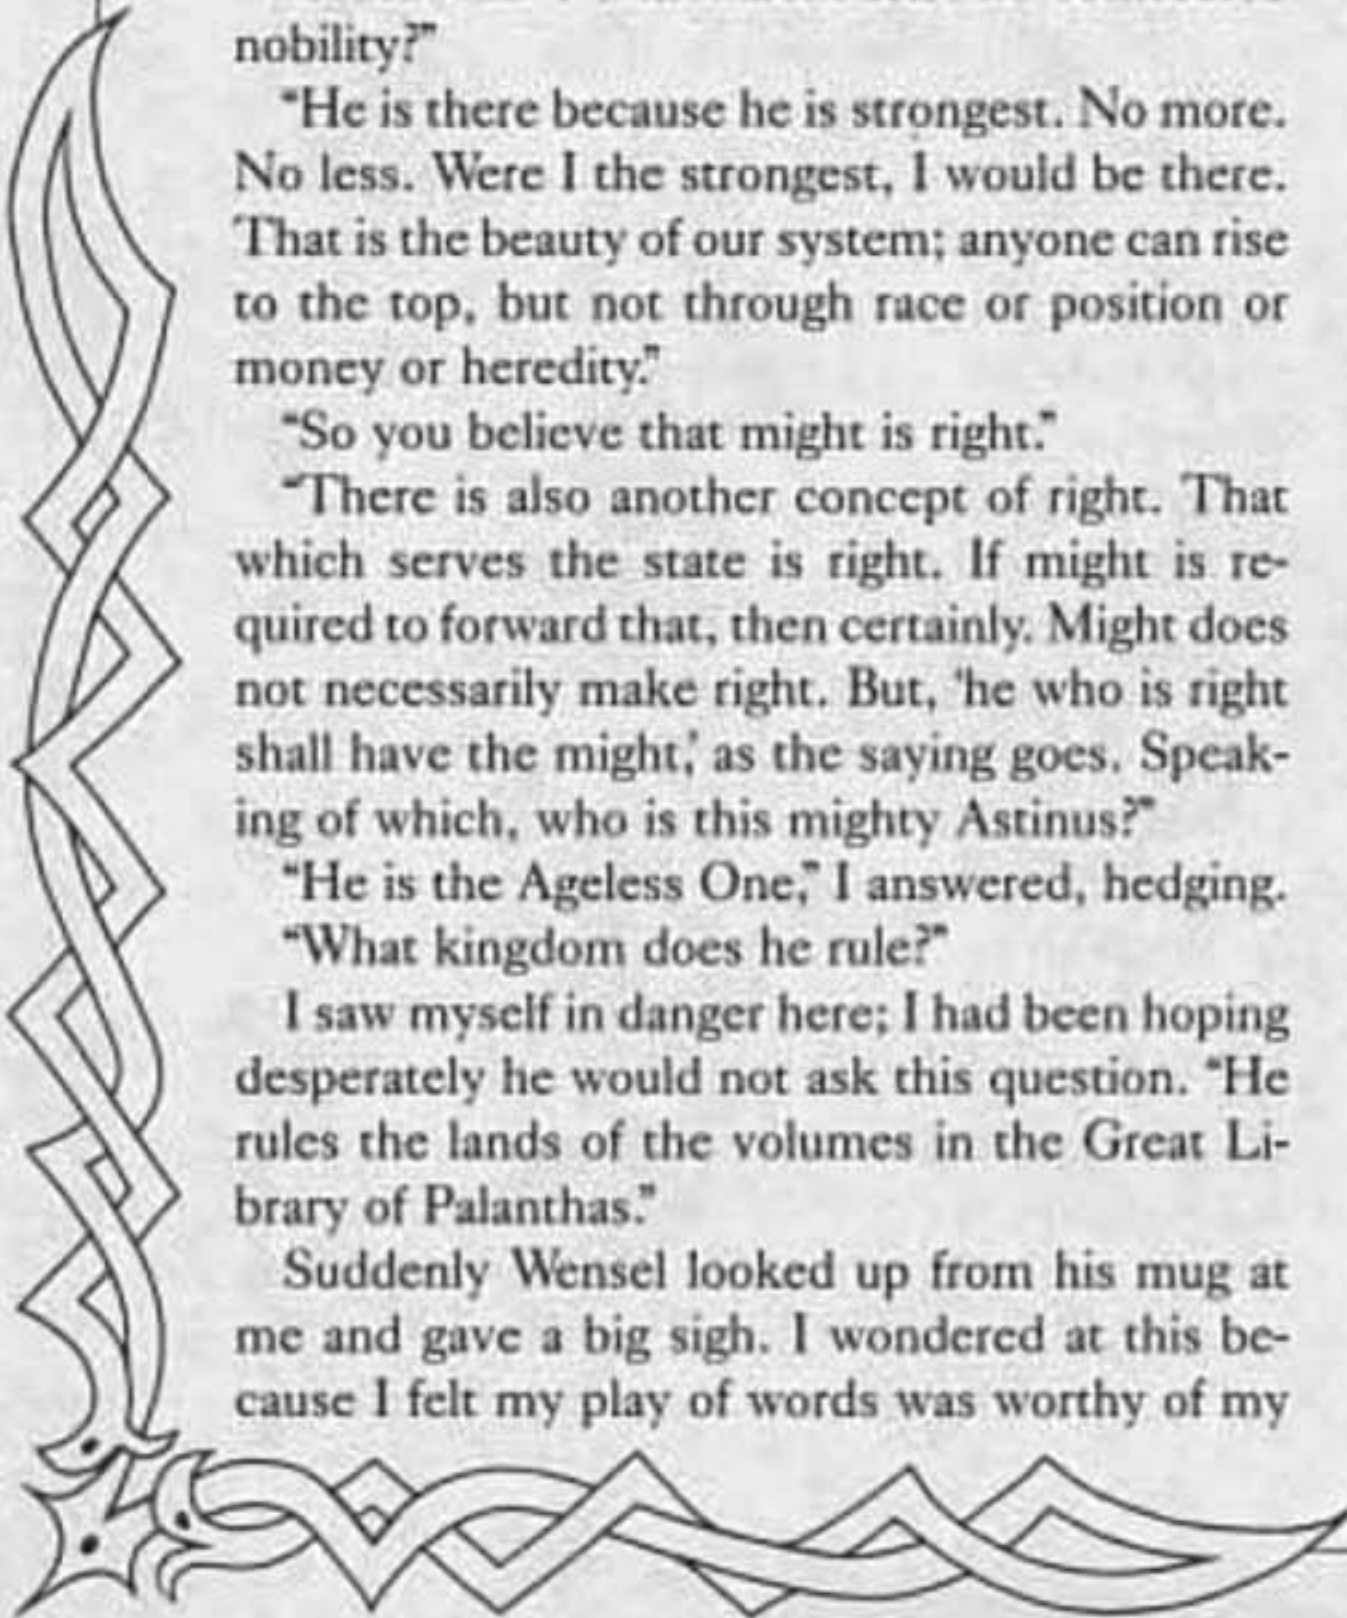 nobility?”
“He is there because he is strongest. No more.
No less. Were I the strongest, I would be there.
That is the beauty of our system; anyone can rise
to the top, but not through race or position or
money or heredity.”
“So you believe that might is right.”
“There is also another concept of right. That
which serves the state is right. If might is re-
quired to forward that, then certainly. Might does
not necessarily make right. But, ‘he who is right
shall have the might,’ as the saying goes. Speak-
ing of which, who is this mighty Astinus?”
“He is the Ageless One,” I answered, hedging.
“What kingdom does he rule?”
I saw myself in danger here; I had been hoping
desperately he would not ask this question. “He
rules the lands of the volumes in the Great Li-
brary of Palanthas.”
Suddenly Wensel looked up from his mug at
me and gave a big sigh. I wondered at this be-
cause I felt my play of words was worthy of my